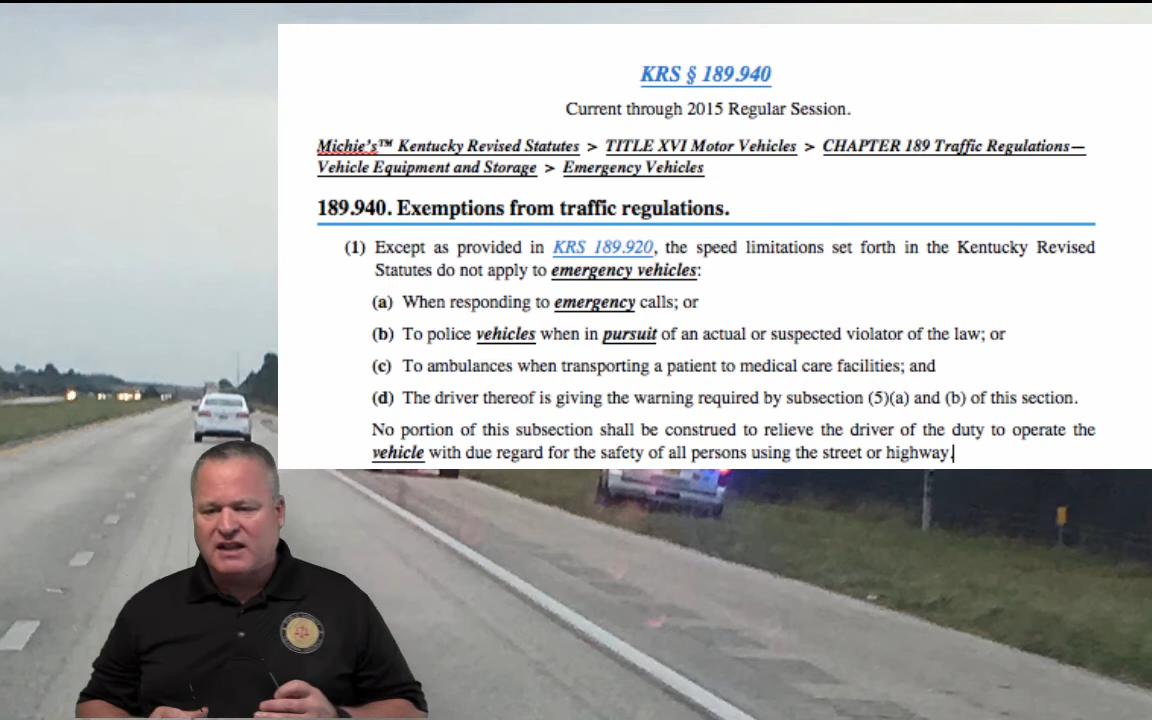 KRS § 189.940
Current through 2015 Regular Session.
Michie's™ Kentucky Revised Statutes > TITLE XVI Motor Vehicles > CHAPTER 189 Traffic Regulations—
Vehicle Equipment and Storage > Emergency Vehicles
189.940. Exemptions from traffic regulations.
(1) Except as provided in KRS 189.920, the speed limitations set forth in the Kentucky Revised
Statutes do not apply to emergency vehicles:
(a) When responding to emergency calls; or
(b) To police vehicles when in pursuit of an actual or suspected violator of the law; or
(c) To ambulances when transporting a patient to medical care facilities; and
(d) The driver thereof is giving the warning required by subsection (5)(a) and (b) of this section.
No portion of this subsection shall be construed to relieve the driver of the duty to operate the
vehicle with due regard for the safety of all persons using the street or highway.